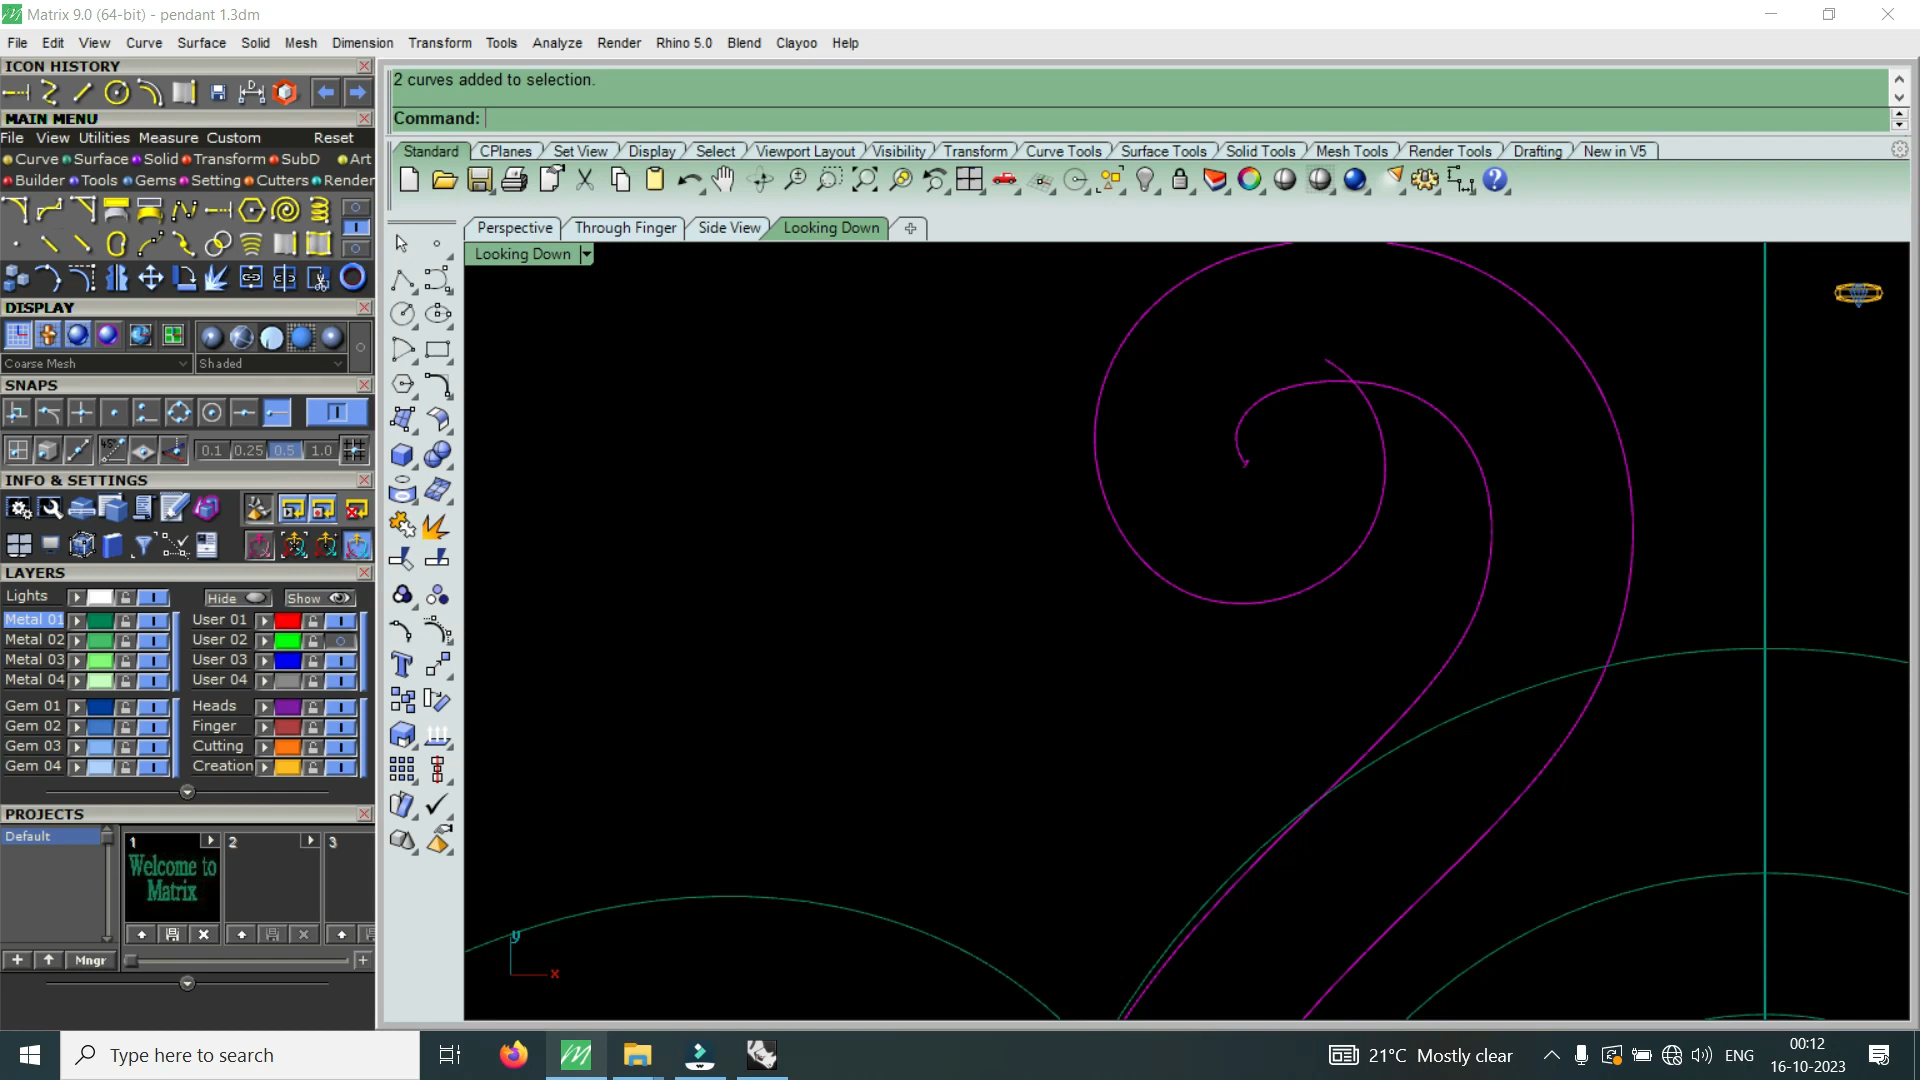 Matrix 9.0 (64-bit) - pendant 1.3dm
File Edit View Curve Surface Solid Mesh Dimension Transform Tools Analyze Render Rhino 5.0 Blend Clayoo Help
ICON HISTORY
2 curves added to selection.
Command:
MAIN MENU
File View Utilities Measure Custom Reset
Curve Surface Solid Transform SubD Art
Builder Tools Gems Setting Cutters Render
Standard CPlanes Set View Display Select Viewport Layout Visibility Transform Curve Tools Surface Tools Solid Tools Mesh Tools Render Tools Drafting New in V5
Perspective Through Finger Side View Looking Down
Looking Down
DISPLAY
Coarse Mesh Shaded
SNAPS
0.1 0.25 0.5 1.0
INFO & SETTINGS
LAYERS
Lights Hide Show
Metal 01 User 01
Metal 02 User 02
Metal 03 User 03
Metal 04 User 04
Gem 01 Heads
Gem 02 Finger
Gem 03 Cutting
Gem 04 Creation
PROJECTS
Default
1 2 3
Welcome to
Matrix
Mngr
y
x
Type here to search
21°C Mostly clear
ENG
00:12
16-10-2023